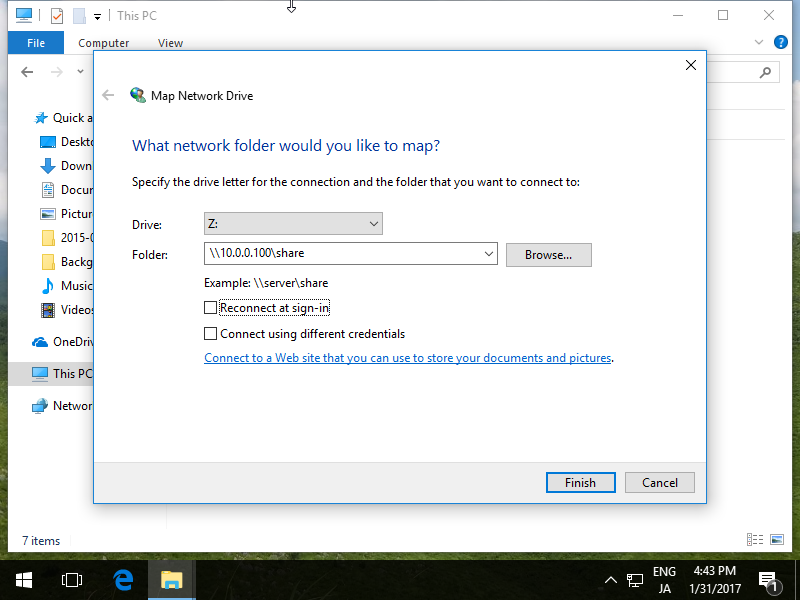 This PC
File Computer View
Map Network Drive
What network folder would you like to map?
Specify the drive letter for the connection and the folder that you want to connect to:
Drive: Z:
Folder: \\10.0.0.100\share Browse...
Example: \\server\share
Reconnect at sign-in
Connect using different credentials
Connect to a Web site that you can use to store your documents and pictures.
Finish Cancel
Quick a
Deskto
Down
Docur
Picture
2015-0
Backg
Music
Videos
OneDriv
This PC
Networ
7 items
ENG 4:43 PM
JA 1/31/2017 1